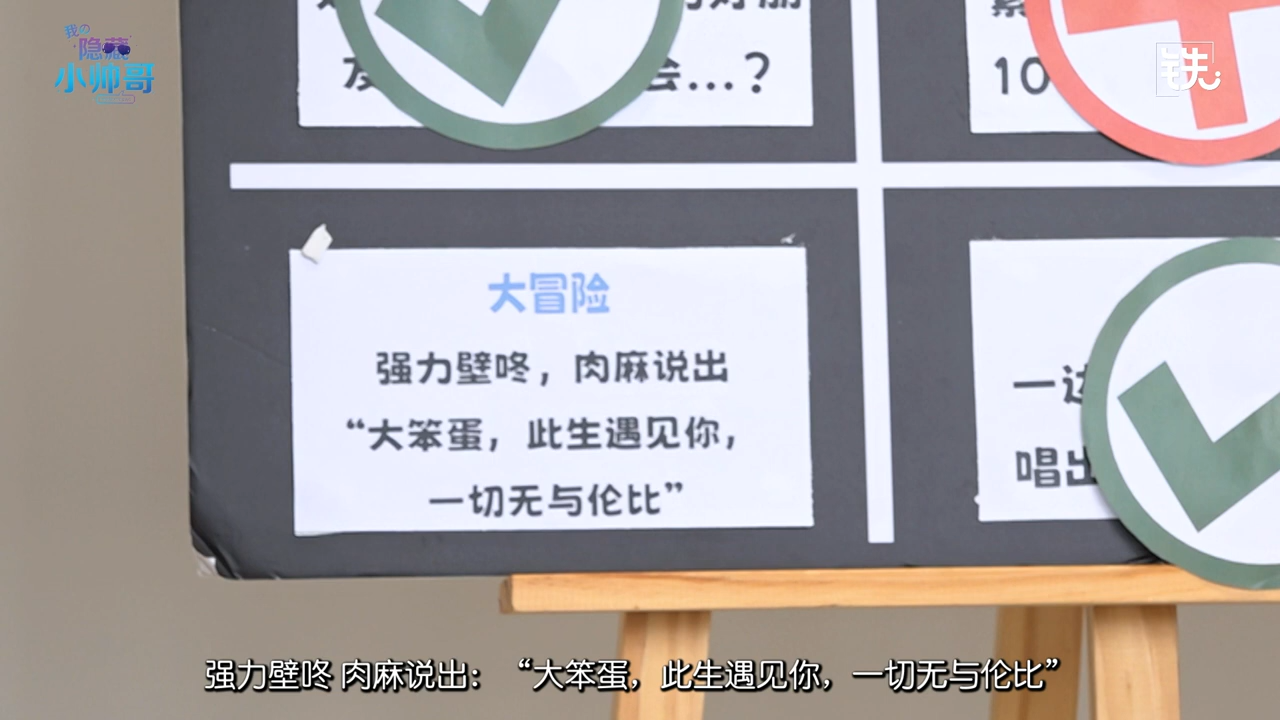 我の
隐藏
小帅哥
铁
会…？
10
大冒险
强力壁咚，肉麻说出
“大笨蛋，此生遇见你，
一切无与伦比”
一边
唱出
强力壁咚 肉麻说出：“大笨蛋，此生遇见你，一切无与伦比”